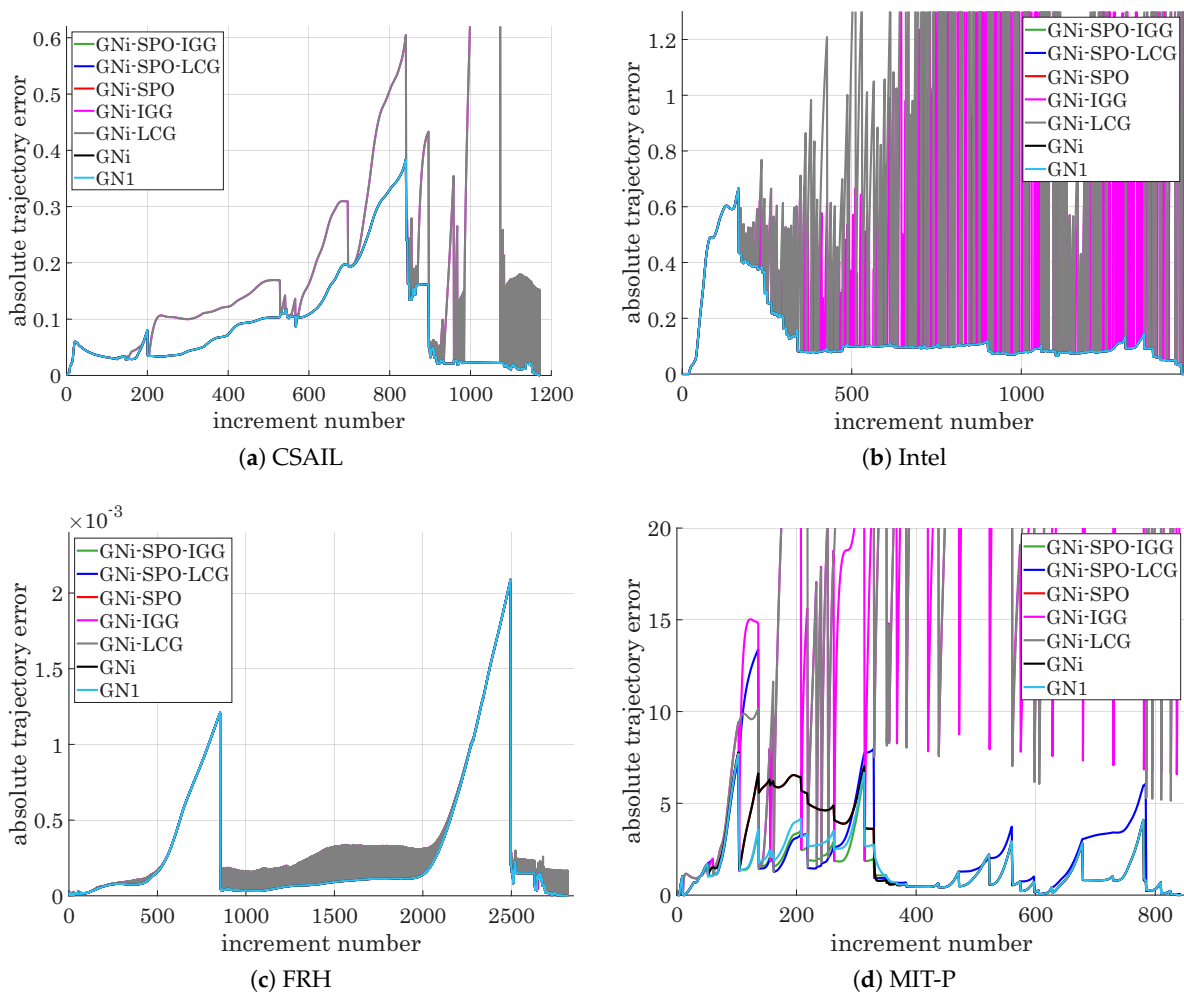 0.6
0.5
0.4
0.3
0.2
0.1
0
absolute trajectory error
GNi-SPO-IGG
GNi-SPO-LCG
GNi-SPO
GNi-IGG
GNi-LCG
GNi
GN1
0 200 400 600 800 1000 1200
increment number
(a) CSAIL
1.2
1
0.8
0.6
0.4
0.2
0
absolute trajectory error
GNi-SPO-IGG
GNi-SPO-LCG
GNi-SPO
GNi-IGG
GNi-LCG
GNi
GN1
0 500 1000
increment number
(b) Intel
×10⁻³
2
1.5
1
0.5
0
absolute trajectory error
GNi-SPO-IGG
GNi-SPO-LCG
GNi-SPO
GNi-IGG
GNi-LCG
GNi
GN1
0 500 1000 1500 2000 2500
increment number
(c) FRH
20
15
10
5
0
absolute trajectory error
GNi-SPO-IGG
GNi-SPO-LCG
GNi-SPO
GNi-IGG
GNi-LCG
GNi
GN1
0 200 400 600 800
increment number
(d) MIT-P